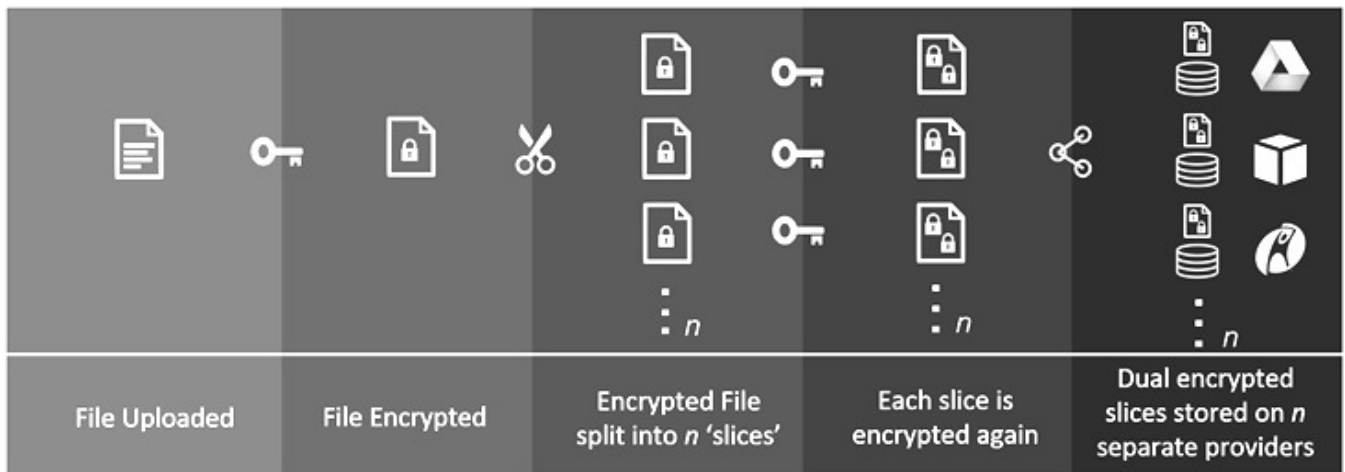 n
n
n
File Uploaded
File Encrypted
Encrypted File
split into n ‘slices’
Each slice is
encrypted again
Dual encrypted
slices stored on n
separate providers